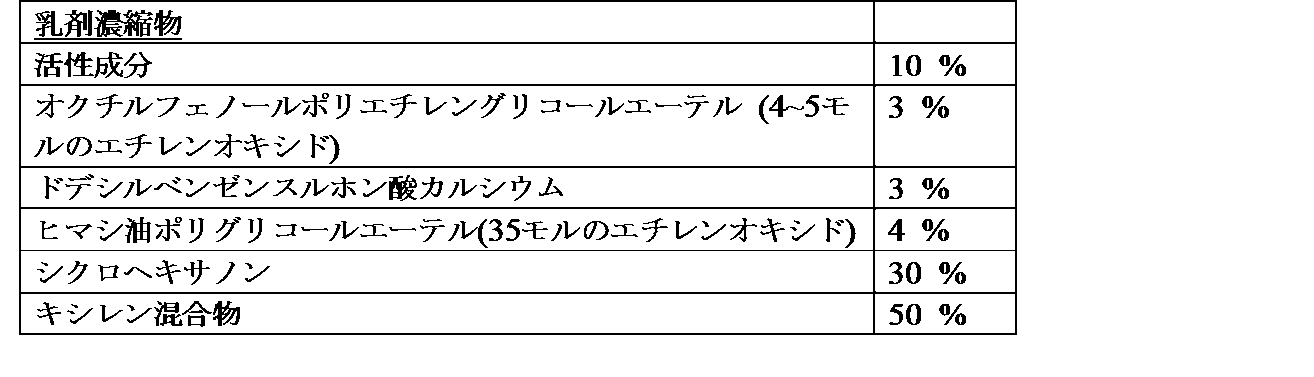 乳剤濃縮物
活性成分 10 %
オクチルフェノールポリエチレングリコールエーテル (4~5モ 3 %
ルのエチレンオキシド)
ドデシルベンゼンスルホン酸カルシウム 3 %
ヒマシ油ポリグリコールエーテル(35モルのエチレンオキシド) 4 %
シクロヘキサノン 30 %
キシレン混合物 50 %